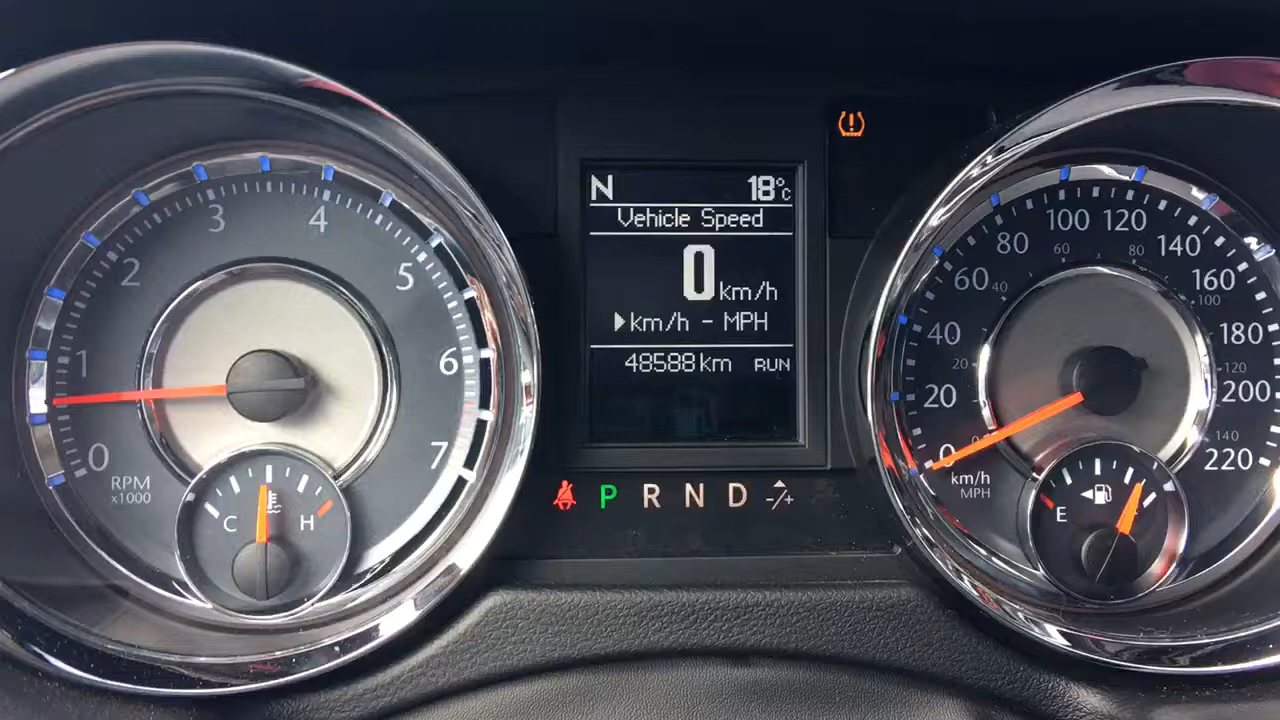 N 18°C
Vehicle Speed
0 km/h
km/h - MPH
48588 km RUN
P R N D -/+
0 1 2 3 4 5 6 7
RPM
x1000
C H
0 20 40 60 80 100 120 140 160 180 200 220
20 40 60 80 100 120 140
km/h
MPH
E